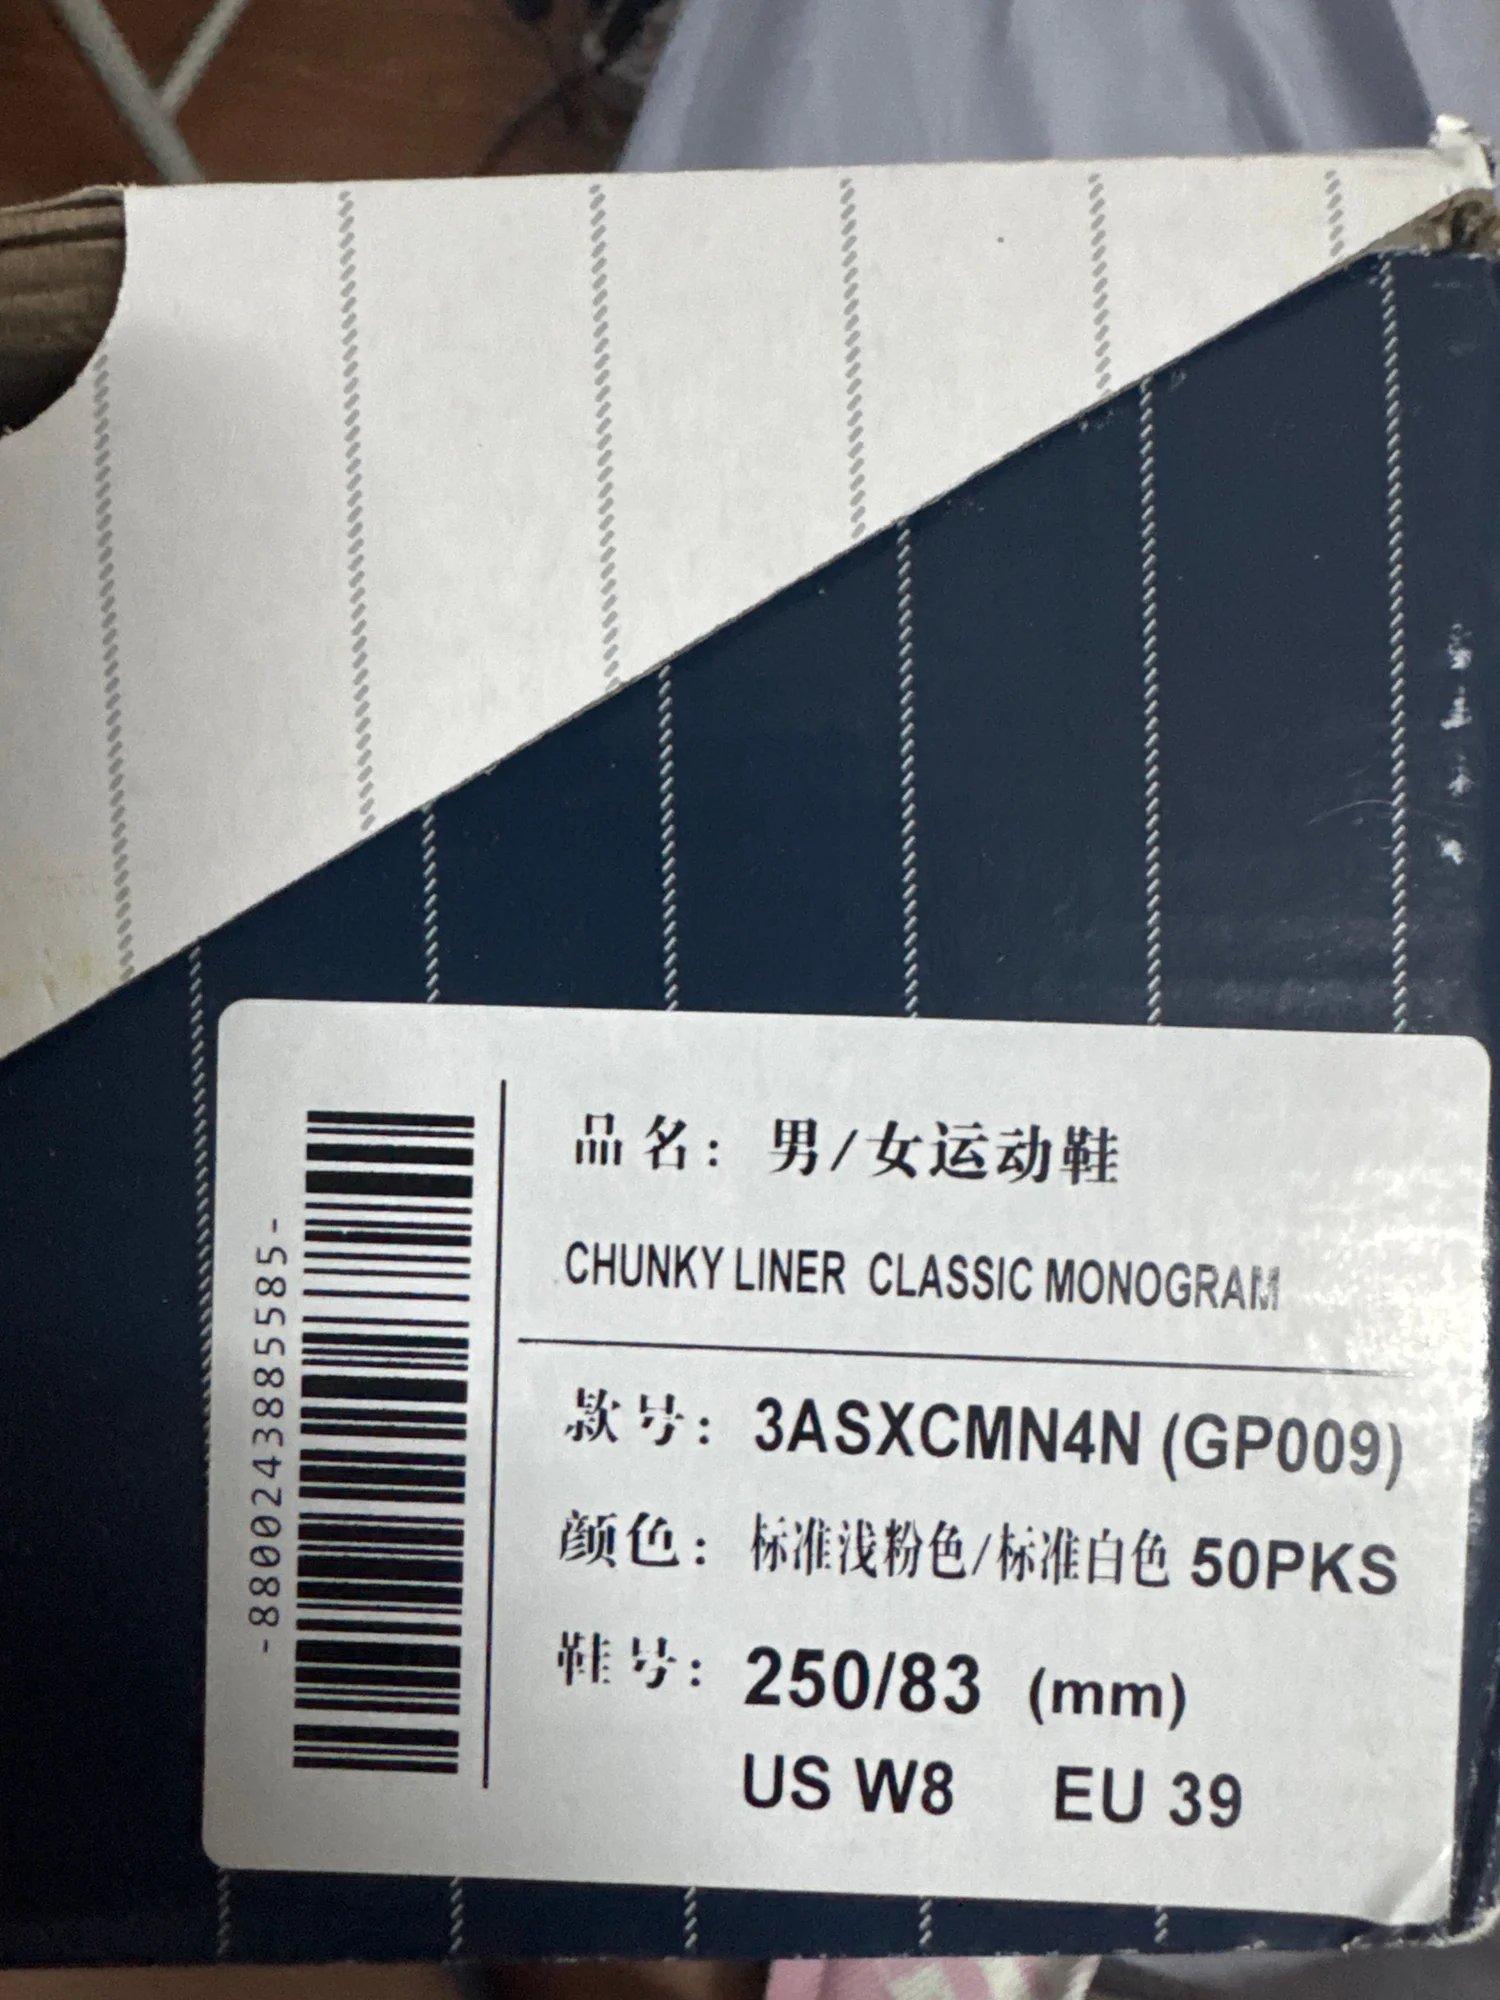 品名：男/女运动鞋
CHUNKY LINER CLASSIC MONOGRAM
款号：3ASXCMN4N (GP009)
颜色：标准浅粉色/标准白色 50PKS
鞋号：250/83 (mm)
US W8 EU 39
-8800243885585-